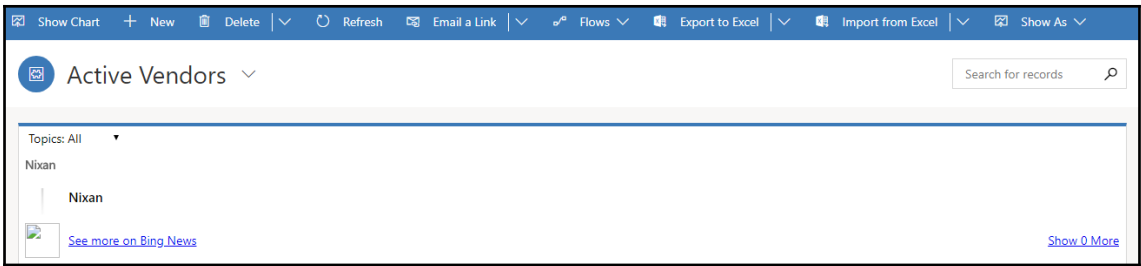 Show Chart New Delete Refresh Email a Link Flows Export to Excel Import from Excel Show As
Active Vendors
Search for records
Topics: All
Nixan
Nixan
See more on Bing News Show 0 More